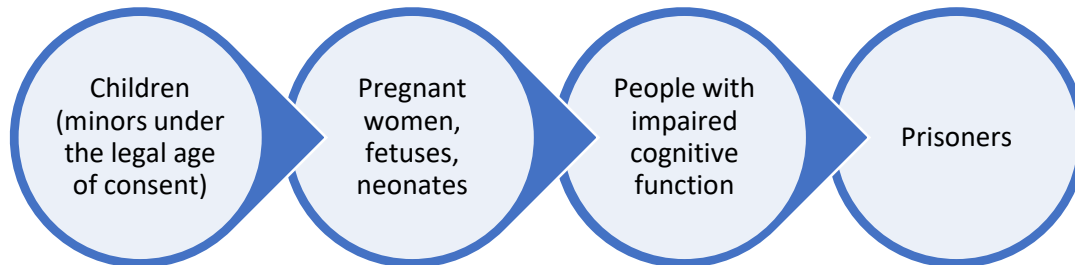 Children
(minors under
the legal age
of consent)
Pregnant
women,
fetuses,
neonates
People with
impaired
cognitive
function
Prisoners